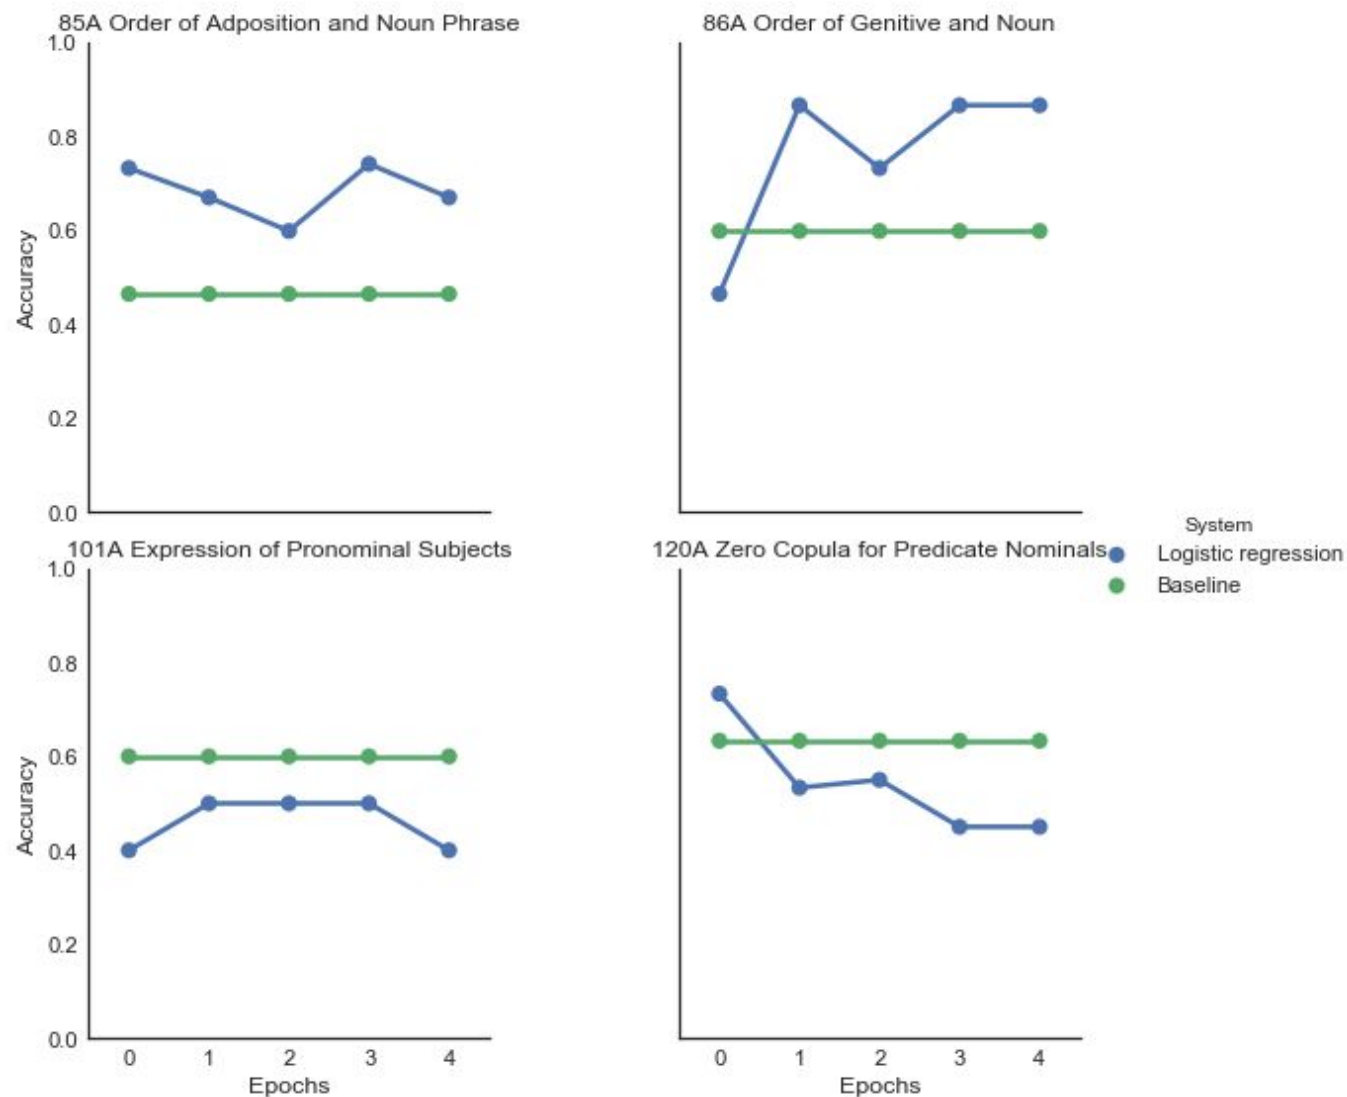 85A Order of Adposition and Noun Phrase
86A Order of Genitive and Noun
1.0
0.8
0.6
0.4
0.2
0.0
Accuracy
101A Expression of Pronominal Subjects
120A Zero Copula for Predicate Nominals
System
Logistic regression
Baseline
1.0
0.8
0.6
0.4
0.2
0.0
Accuracy
0 1 2 3 4
Epochs
0 1 2 3 4
Epochs